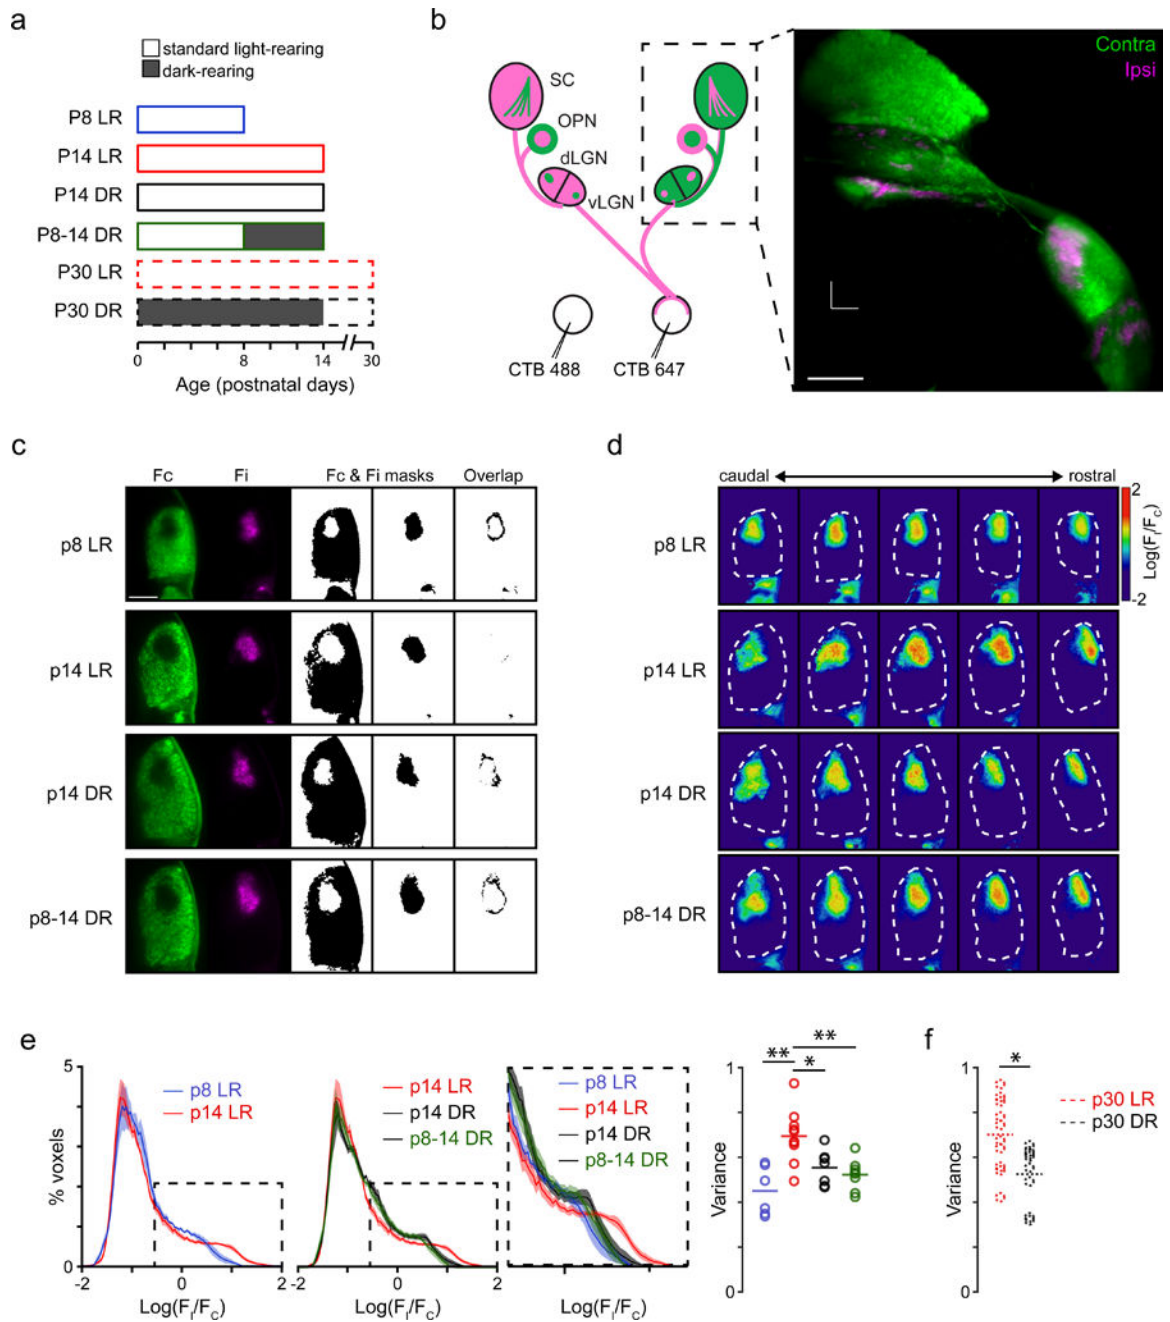 a
standard light-rearing
dark-rearing
P8 LR
P14 LR
P14 DR
P8-14 DR
P30 LR
P30 DR
0 8 14 30
Age (postnatal days)
b
SC
OPN
dLGN
vLGN
CTB 488 CTB 647
Contra
Ipsi
c
Fc Fi Fc & Fi masks Overlap
p8 LR
p14 LR
p14 DR
p8-14 DR
d
caudal rostral
2
Log(FI/FC)
-2
p8 LR
p14 LR
p14 DR
p8-14 DR
e
5
% voxels
0
p8 LR
p14 LR
-2 0 2
Log(FI/FC)
p14 LR
p14 DR
p8-14 DR
0 2
Log(FI/FC)
p8 LR
p14 LR
p14 DR
p8-14 DR
Log(FI/FC)
** ** *
1
Variance
0
f
*
1
Variance
0
p30 LR
p30 DR